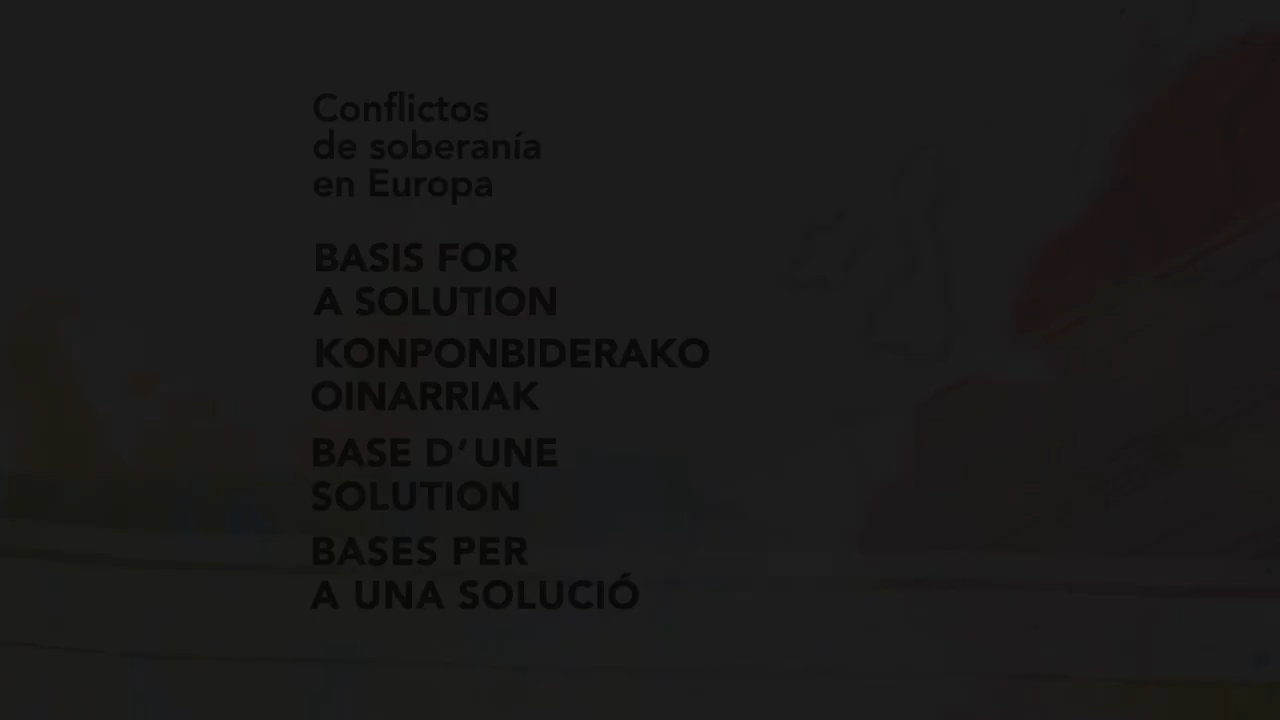 Conflictos
de soberanía
en Europa
BASIS FOR
A SOLUTION
KONPONBIDERAKO
OINARRIAK
BASE D'UNE
SOLUTION
BASES PER
A UNA SOLUCIÓ